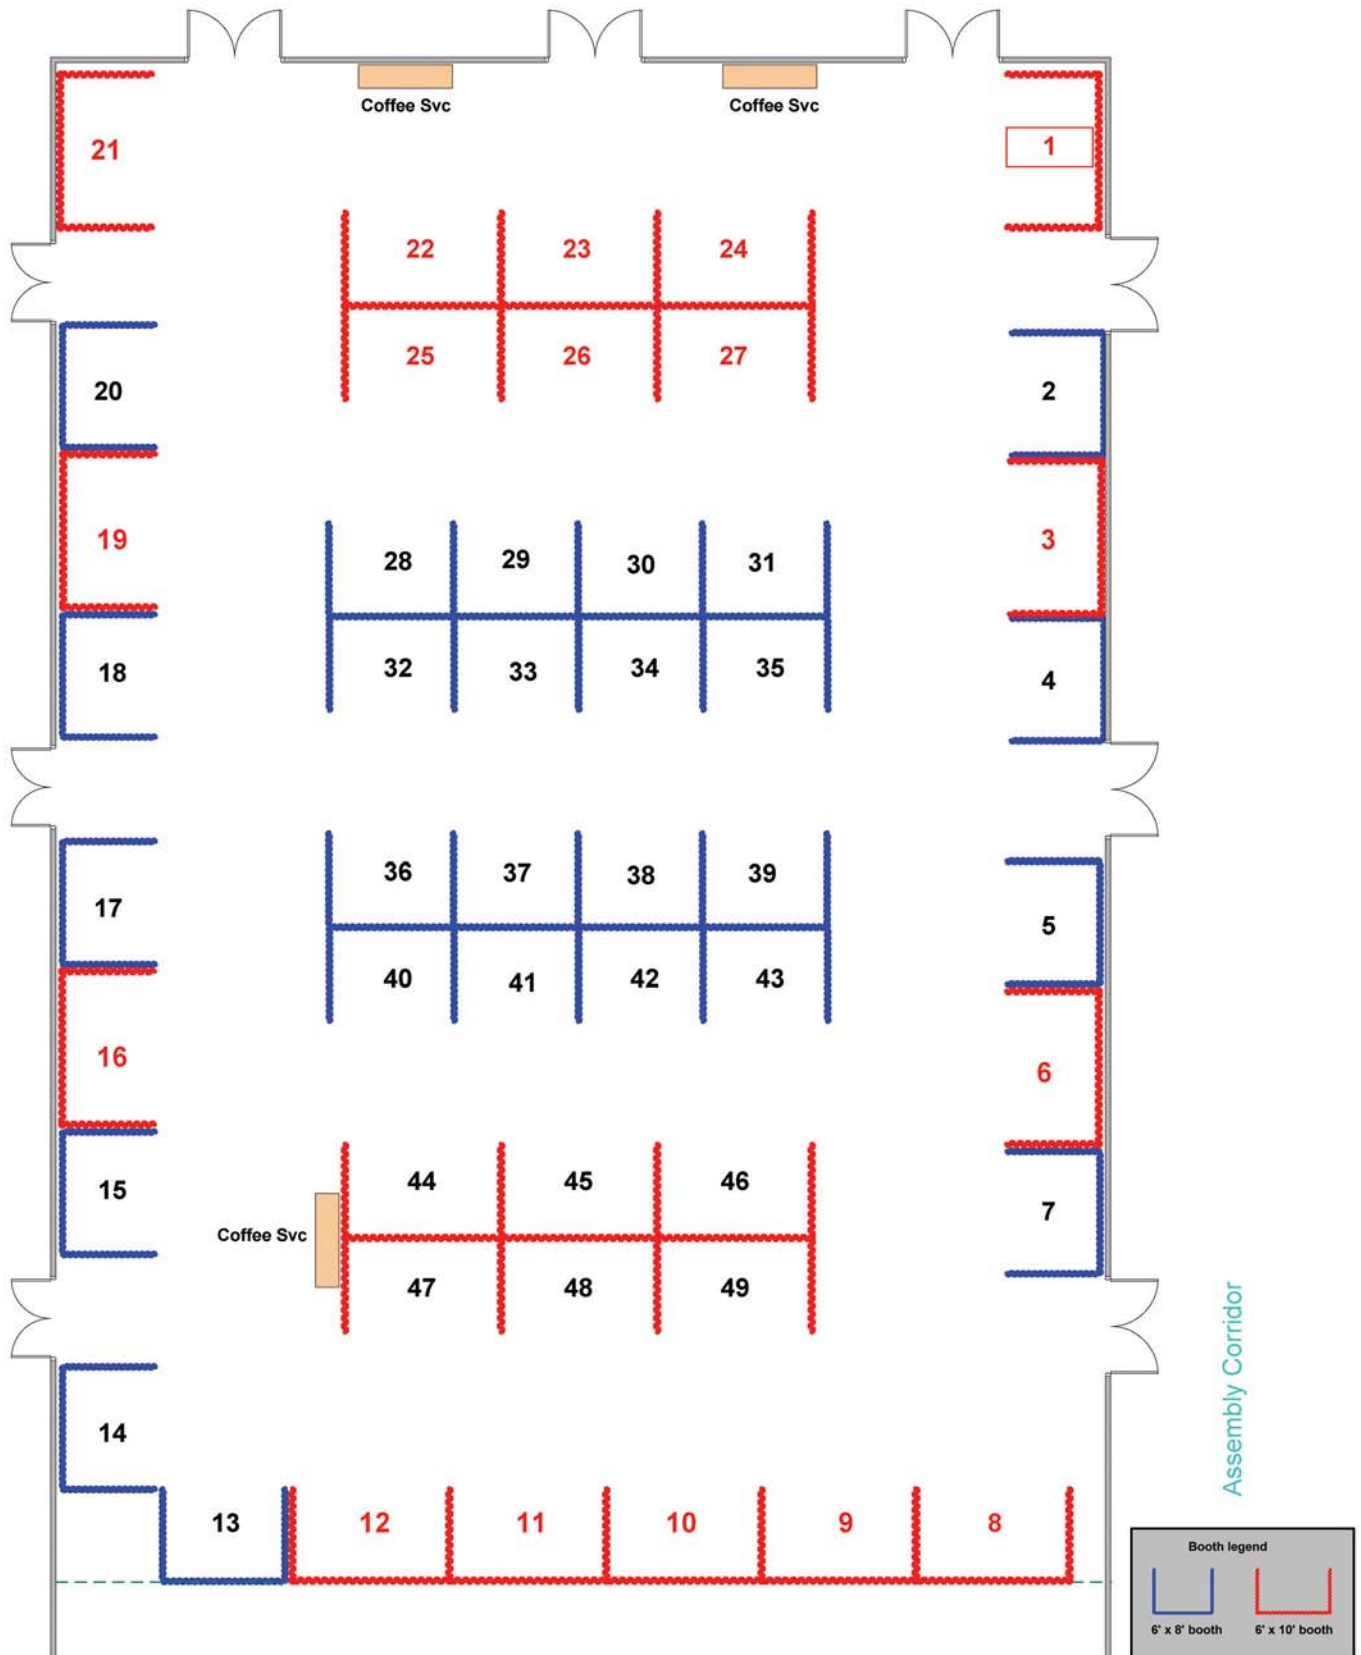 Coffee Svc
Coffee Svc
21
1
22 23 24
25 26 27
20
2
19
3
28 29 30 31
32 33 34 35
18
4
36 37 38 39
17
5
40 41 42 43
16
6
44 45 46
15
7
Coffee Svc
47 48 49
Assembly Corridor
14
13 12 11 10 9 8
Booth legend
6' x 8' booth 6' x 10' booth